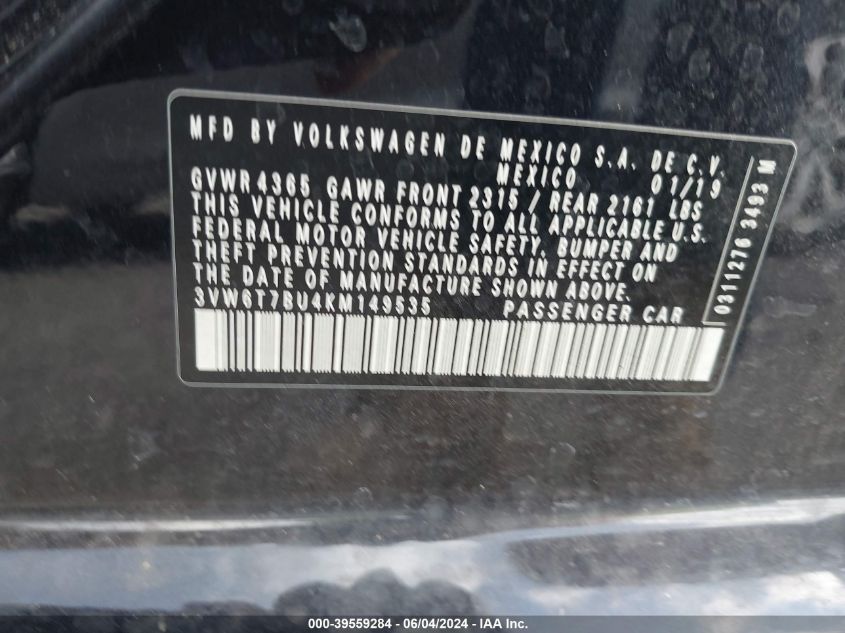 MFD BY VOLKSWAGEN DE MEXICO S.A. DE C.V.
MEXICO 01/19
GVWR 4365 GAWR FRONT 2315 / REAR 2161 LBS
THIS VEHICLE CONFORMS TO ALL APPLICABLE U.S.
FEDERAL MOTOR VEHICLE SAFETY, BUMPER AND
THEFT PREVENTION STANDARDS IN EFFECT ON
THE DATE OF MANUFACTURE SHOWN ABOVE.
3VW6T7BU4KM149535 PASSENGER CAR
0311276 3493 M
000-39559284 - 06/04/2024 - IAA Inc.